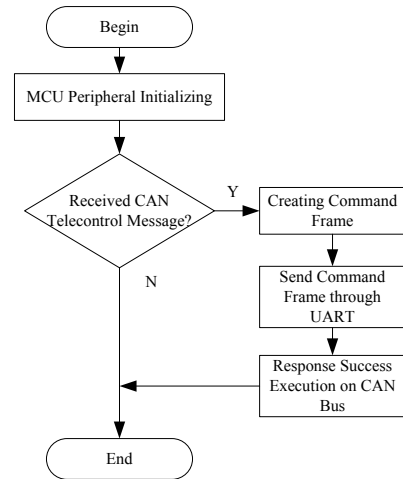 Begin
MCU Peripheral Initializing
Received CAN
Telecontrol Message?
Y
Creating Command
Frame
N
Send Command
Frame through
UART
Response Success
Execution on CAN
Bus
End